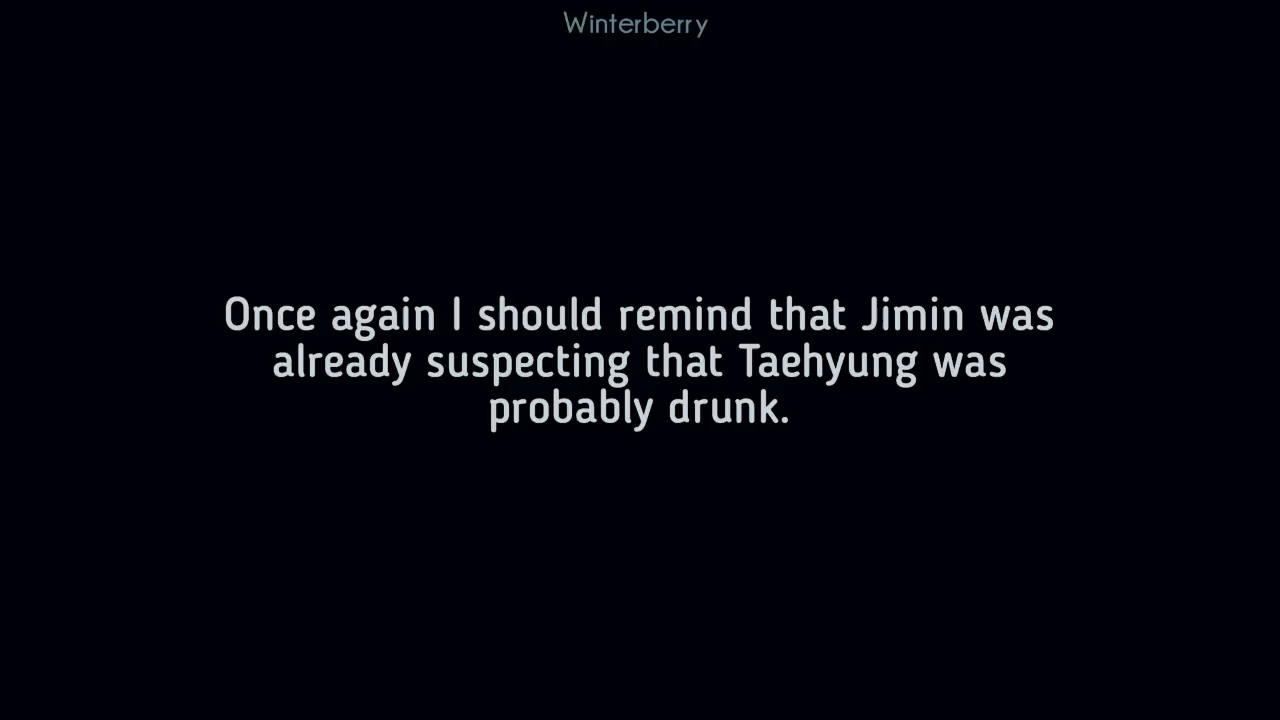 Winterberry
Once again I should remind that Jimin was
already suspecting that Taehyung was
probably drunk.